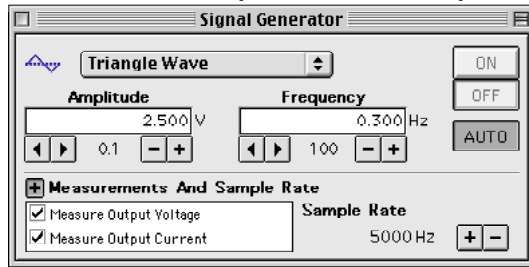 Signal Generator
Triangle Wave
ON
Amplitude Frequency
OFF
2.500 V 0.300 Hz
AUTO
0.1 - + 100 - +
+ Measurements And Sample Rate
Measure Output Voltage Sample Rate
Measure Output Current 5000 Hz + -